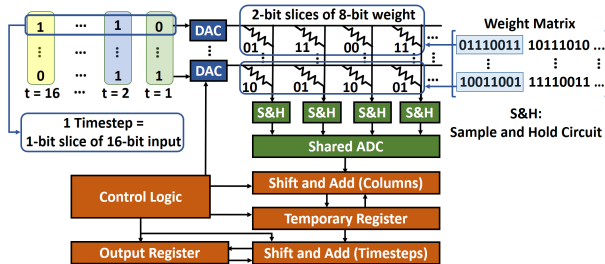 2-bit slices of 8-bit weight
Weight Matrix
1 ... 1 0
DAC
01 11 00 11
01110011 10111010 ...
0 ... 1 1
DAC
10 01 10 01
10011001 11110011 ...
t = 16 ... t = 2 t = 1
S&H S&H S&H S&H
S&H:
Sample and Hold Circuit
1 Timestep =
1-bit slice of 16-bit input
Shared ADC
Control Logic
Shift and Add (Columns)
Temporary Register
Output Register
Shift and Add (Timesteps)